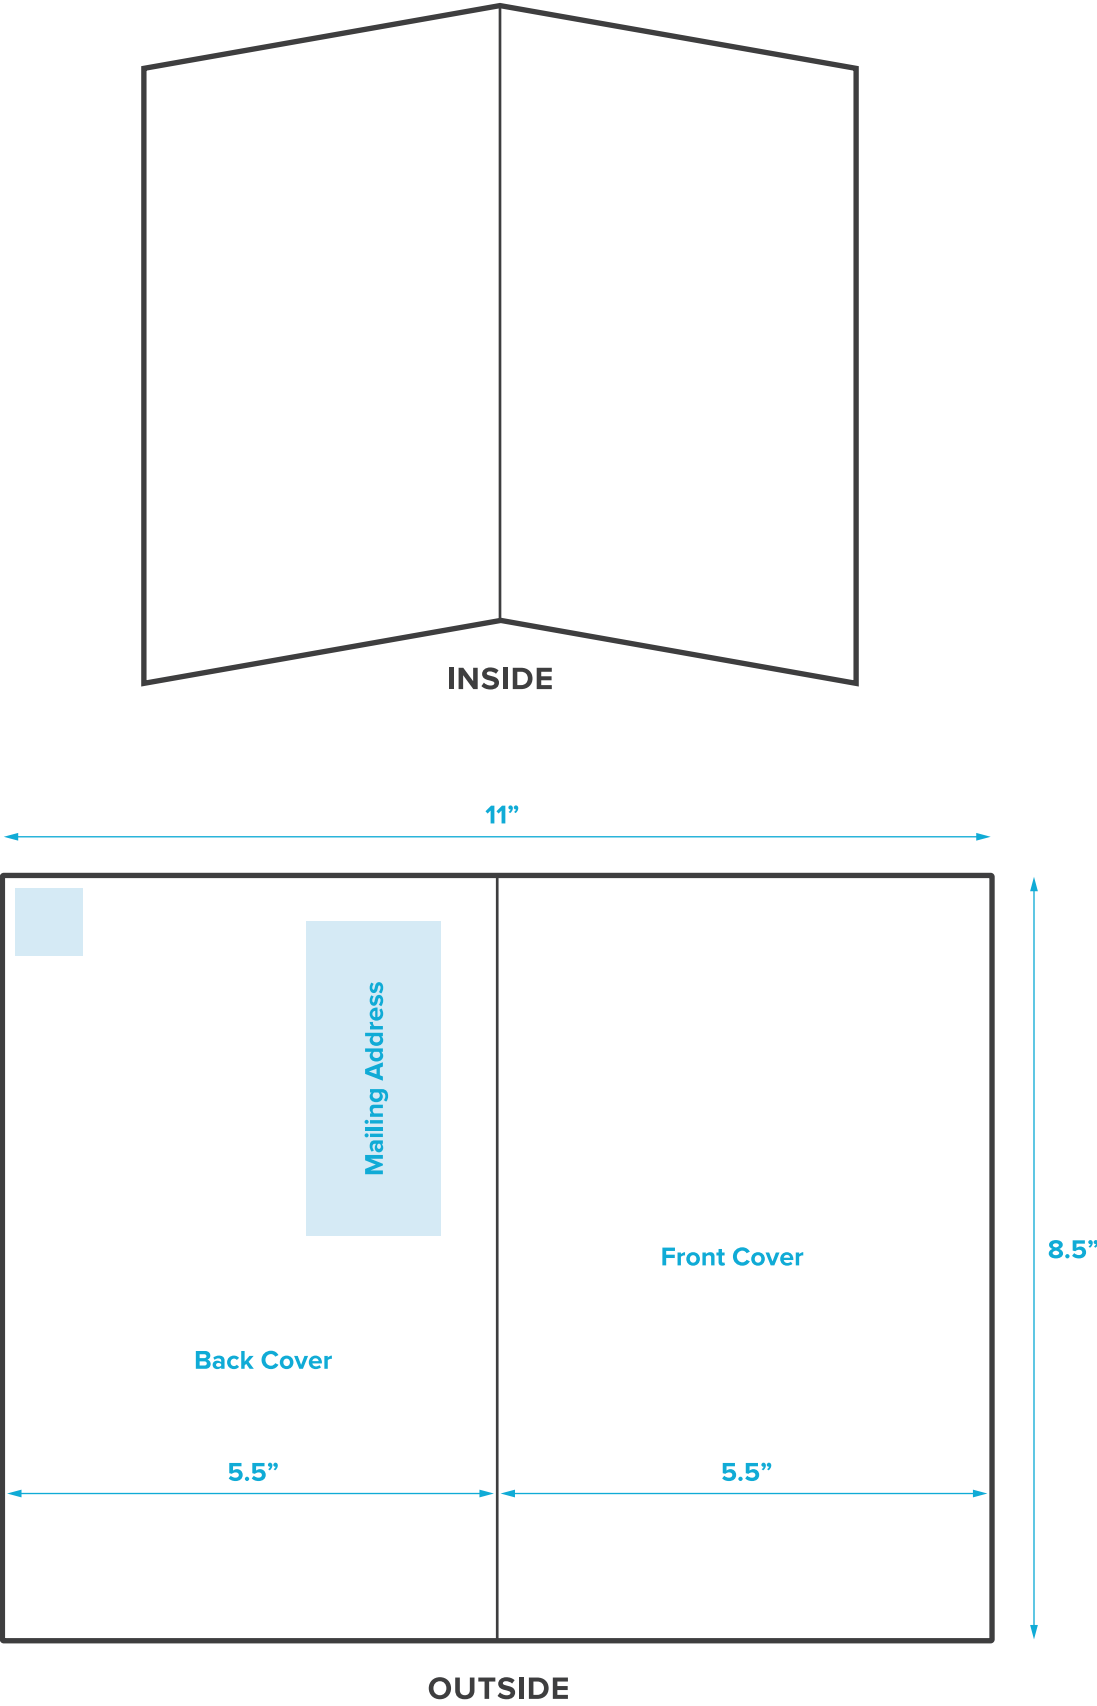 INSIDE
11”
Mailing Address
Front Cover
8.5”
Back Cover
5.5”
5.5”
OUTSIDE